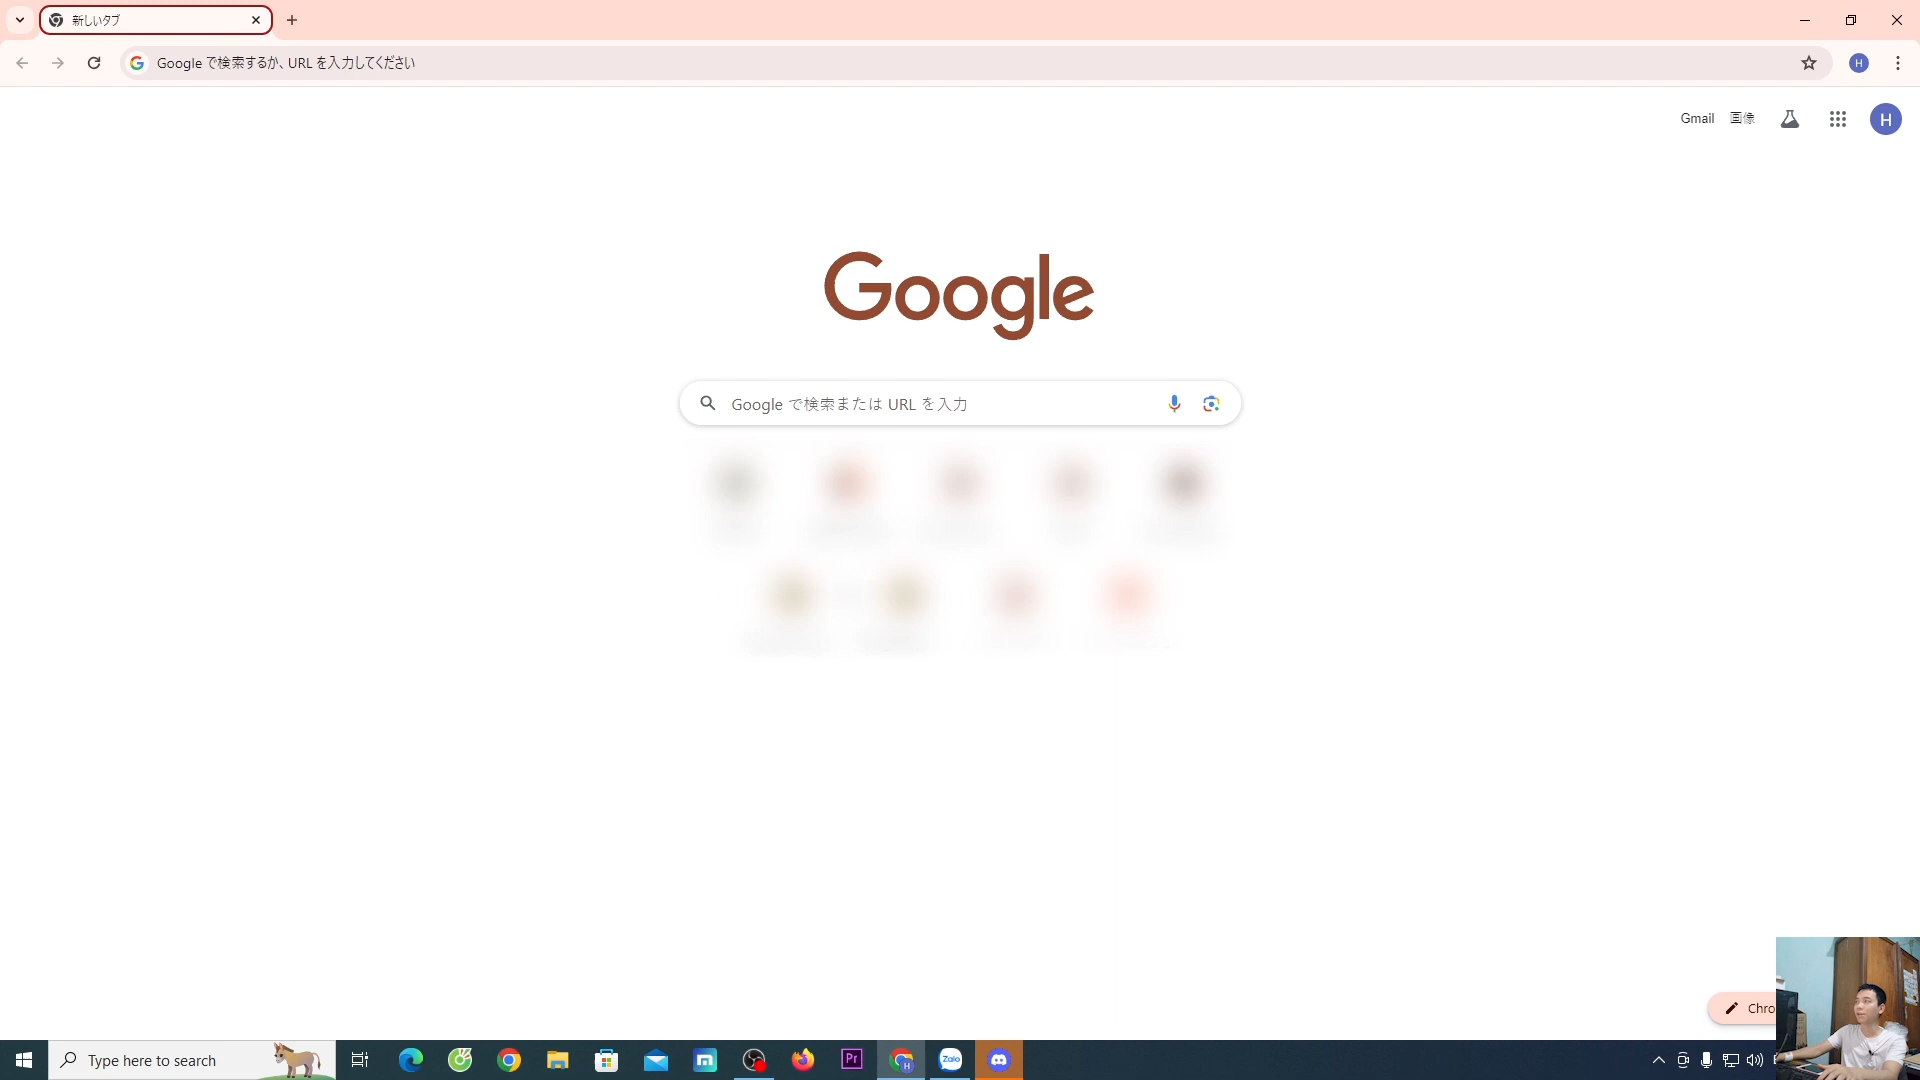 新しいタブ
Google で検索するか、URL を入力してください
Gmail 画像
H
Google
Google で検索または URL を入力
Chro
Type here to search
Pr
Zalo